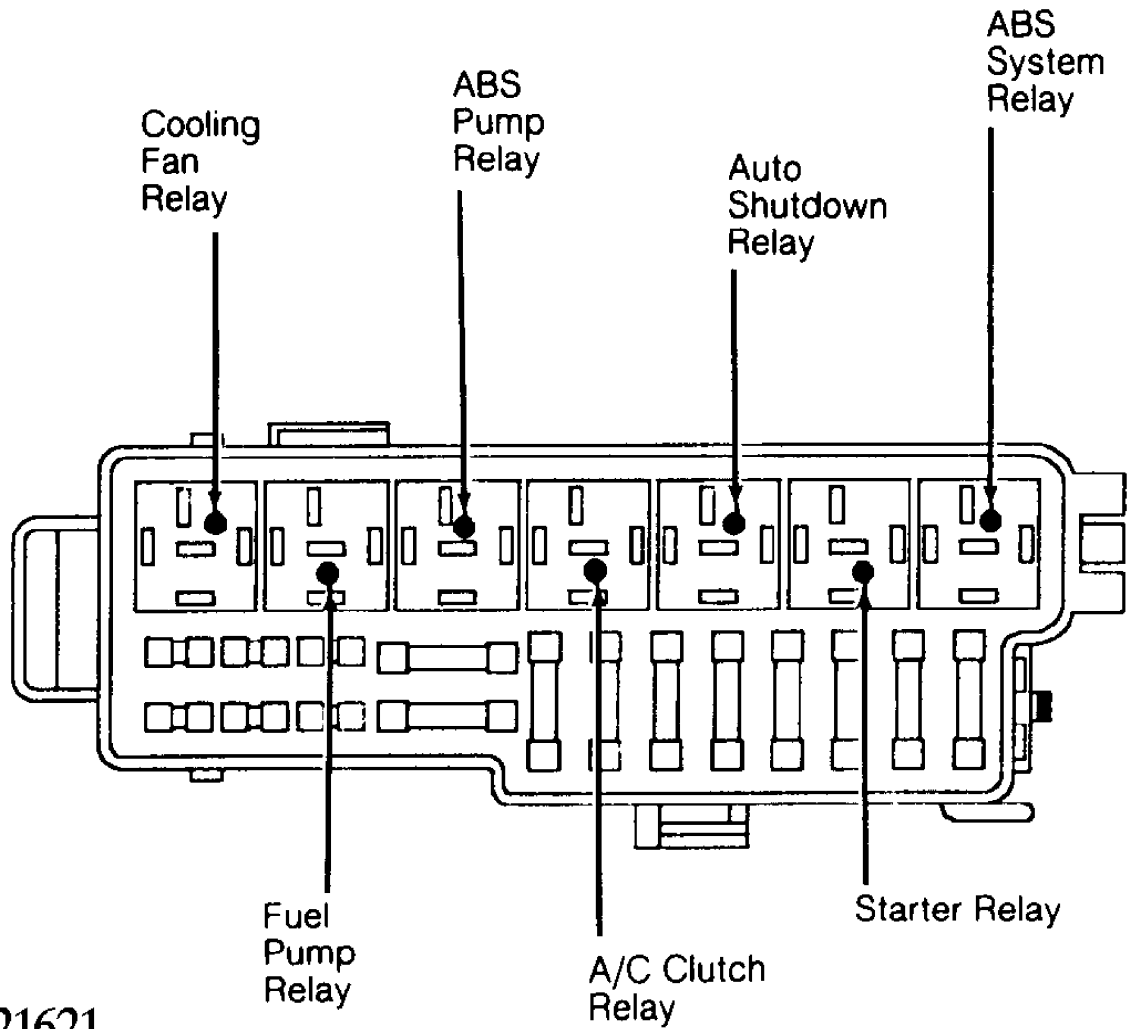 ABS
System
Relay
ABS
Pump
Relay
Cooling
Fan
Relay
Auto
Shutdown
Relay
Fuel
Pump
Relay
A/C Clutch
Relay
Starter Relay
21621